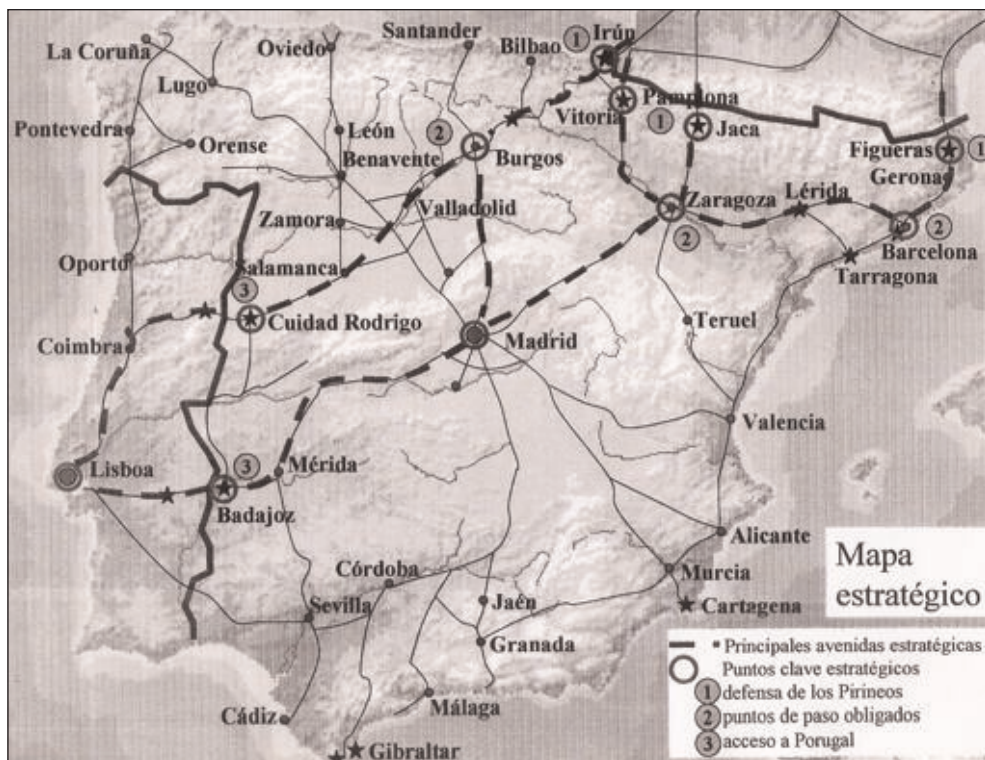 La Coruña
Oviedo
Santander
Bilbao
1
Irún
Lugo
Vitoria
Pamplona
1
Jaca
Pontevedra
Orense
León
2
Burgos
Benavente
Figueras
1
Gerona
Zamora
Valladolid
Zaragoza
2
Lérida
2
Barcelona
Oporto
Salamanca
Tarragona
3
Cuidad Rodrigo
Coimbra
Madrid
Teruel
Valencia
Lisboa
3
Mérida
Badajoz
Alicante
Córdoba
Murcia
Sevilla
Jaén
Cartagena
Granada
Cádiz
Málaga
Gibraltar
Mapa
estratégico
Principales avenidas estratégicas
Puntos clave estratégicos
1 defensa de los Pirineos
2 puntos de paso obligados
3 acceso a Porugal